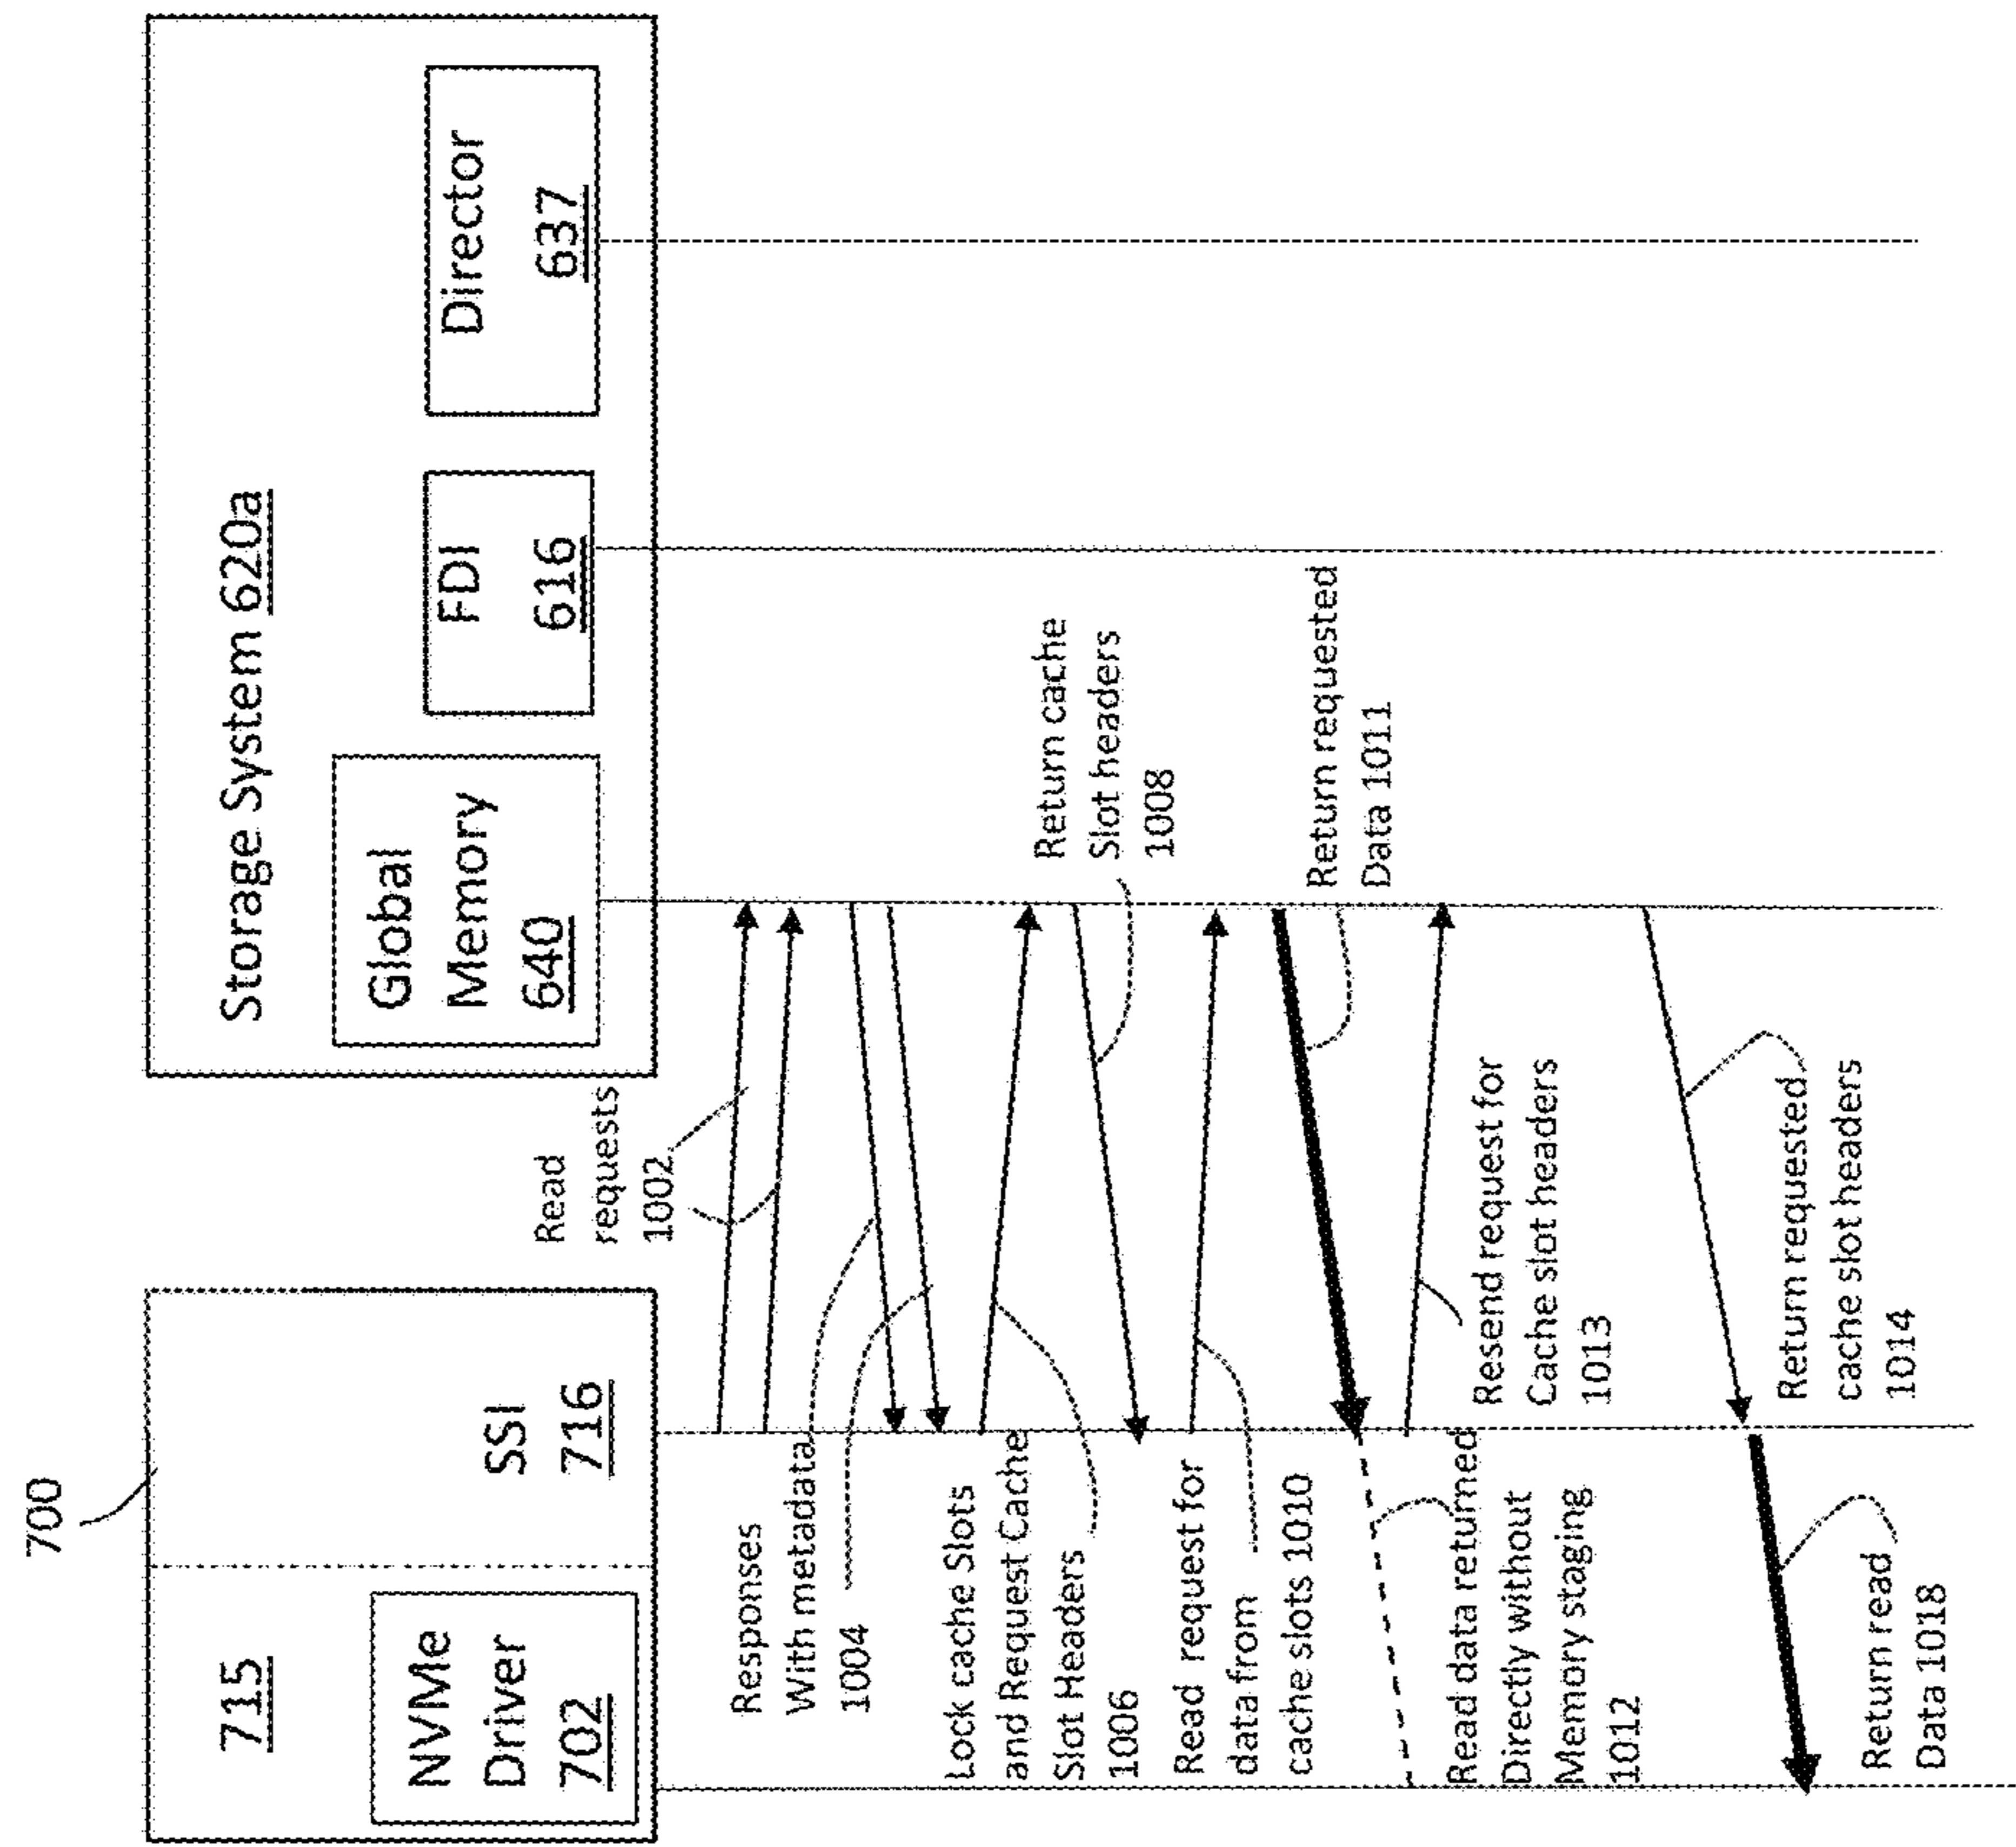 700
715
NVMe
Driver
702
SSI
716
Storage System 620a
Global
Memory
640
FDI
616
Director
637
Read
requests
1002
Responses
With metadata
1004
Lock cache Slots
and Request Cache
Slot Headers
1006
Return cache
Slot headers
1008
Read request for
data from
cache slots 1010
Return requested
Data 1011
Read data returned
Directly without
Memory staging
1012
Resend request for
Cache slot headers
1013
Return requested
cache slot headers
1014
Return read
Data 1018